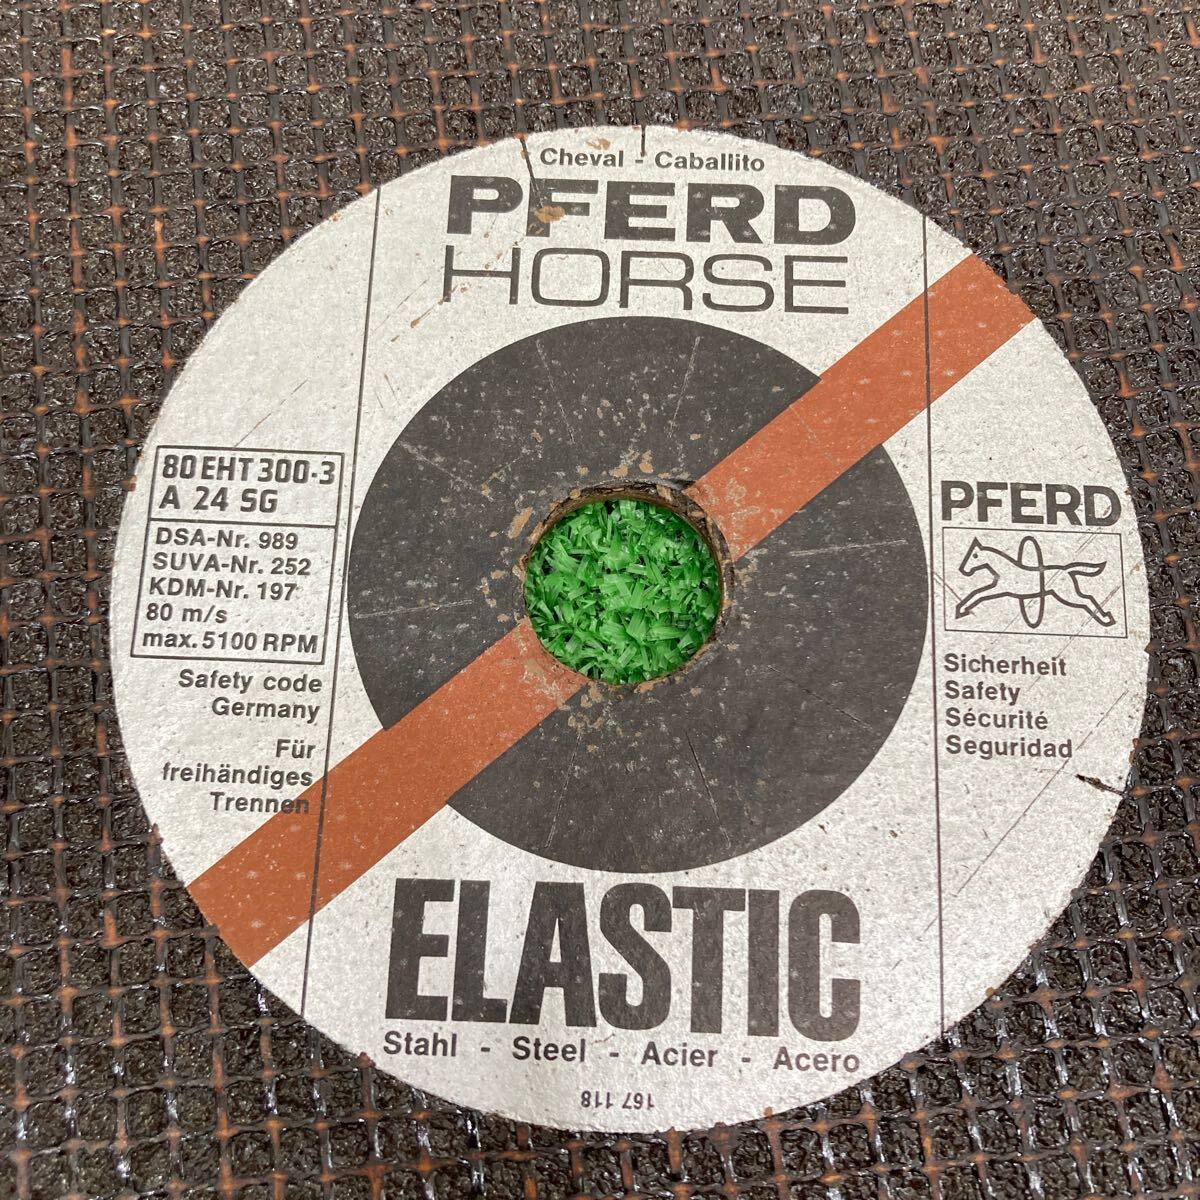 Cheval - Caballito
PFERD
HORSE
80 EHT 300-3
A 24 SG
DSA-Nr. 989
SUVA-Nr. 252
KDM-Nr. 197
80 m/s
max. 5100 RPM
Safety code
Germany
Für
freihändiges
Trennen
PFERD
Sicherheit
Safety
Sécurité
Seguridad
ELASTIC
Stahl - Steel - Acier - Acero
167 118